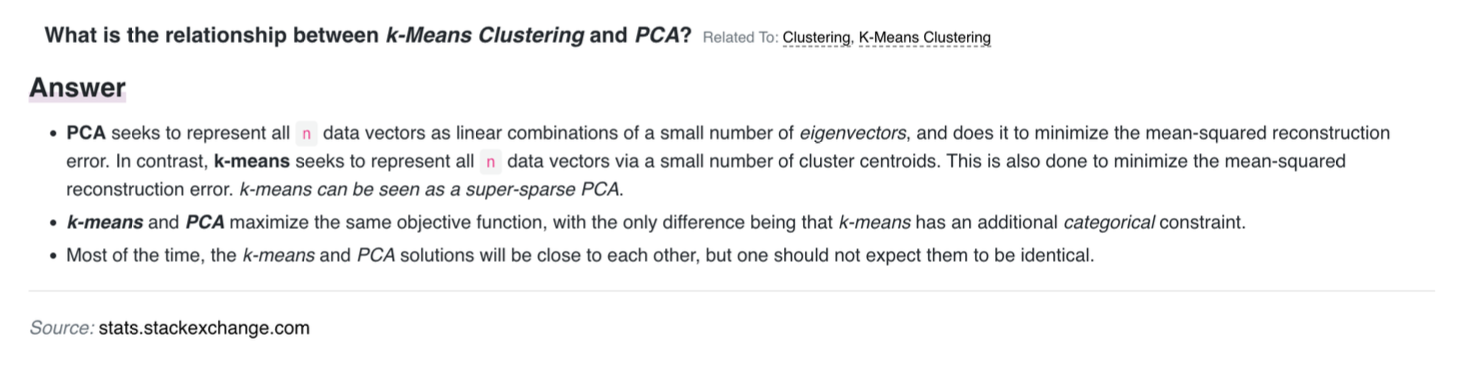 What is the relationship between k-Means Clustering and PCA? Related To: Clustering, K-Means Clustering
Answer
• PCA seeks to represent all n data vectors as linear combinations of a small number of eigenvectors, and does it to minimize the mean-squared reconstruction
error. In contrast, k-means seeks to represent all n data vectors via a small number of cluster centroids. This is also done to minimize the mean-squared
reconstruction error. k-means can be seen as a super-sparse PCA.
• k-means and PCA maximize the same objective function, with the only difference being that k-means has an additional categorical constraint.
• Most of the time, the k-means and PCA solutions will be close to each other, but one should not expect them to be identical.
Source: stats.stackexchange.com